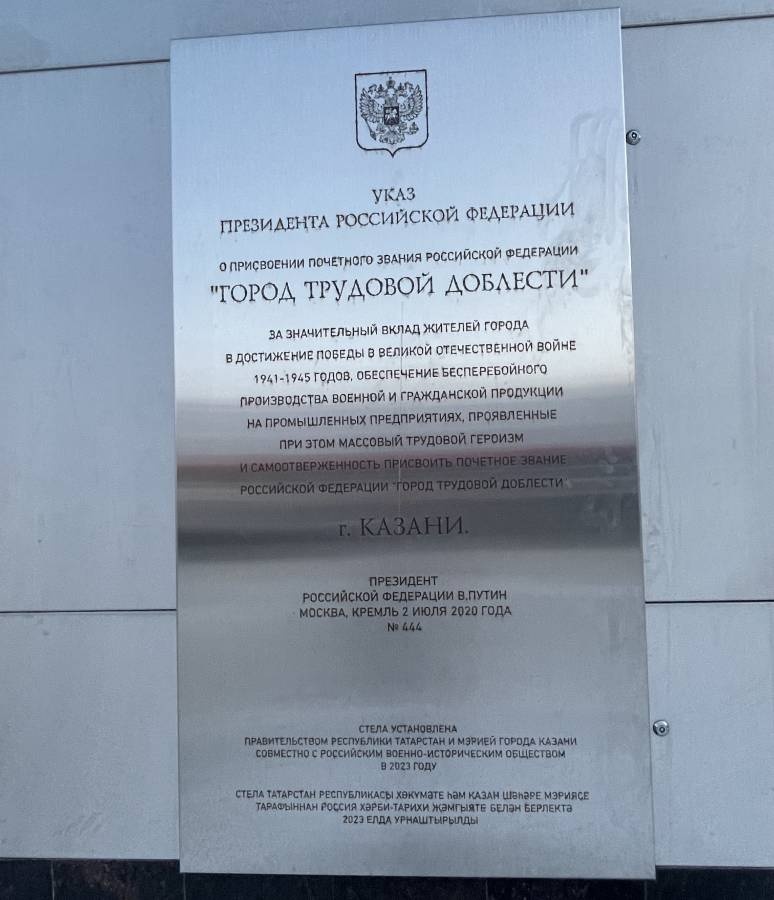 УКАЗ
ПРЕЗИДЕНТА РОССИЙСКОЙ ФЕДЕРАЦИИ
О ПРИСВОЕНИИ ПОЧЕТНОГО ЗВАНИЯ РОССИЙСКОЙ ФЕДЕРАЦИИ
"ГОРОД ТРУДОВОЙ ДОБЛЕСТИ"
ЗА ЗНАЧИТЕЛЬНЫЙ ВКЛАД ЖИТЕЛЕЙ ГОРОДА
В ДОСТИЖЕНИЕ ПОБЕДЫ В ВЕЛИКОЙ ОТЕЧЕСТВЕННОЙ ВОЙНЕ
1941-1945 ГОДОВ, ОБЕСПЕЧЕНИЕ БЕСПЕРЕБОЙНОГО
ПРОИЗВОДСТВА ВОЕННОЙ И ГРАЖДАНСКОЙ ПРОДУКЦИИ
НА ПРОМЫШЛЕННЫХ ПРЕДПРИЯТИЯХ, ПРОЯВЛЕННЫЕ
ПРИ ЭТОМ МАССОВЫЙ ТРУДОВОЙ ГЕРОИЗМ
И САМООТВЕРЖЕННОСТЬ ПРИСВОИТЬ ПОЧЕТНОЕ ЗВАНИЕ
РОССИЙСКОЙ ФЕДЕРАЦИИ "ГОРОД ТРУДОВОЙ ДОБЛЕСТИ"
г. КАЗАНИ.
ПРЕЗИДЕНТ
РОССИЙСКОЙ ФЕДЕРАЦИИ В.ПУТИН
МОСКВА, КРЕМЛЬ 2 ИЮЛЯ 2020 ГОДА
№ 444
СТЕЛА УСТАНОВЛЕНА
ПРАВИТЕЛЬСТВОМ РЕСПУБЛИКИ ТАТАРСТАН И МЭРИЕЙ ГОРОДА КАЗАНИ
СОВМЕСТНО С РОССИЙСКИМ ВОЕННО-ИСТОРИЧЕСКИМ ОБЩЕСТВОМ
В 2023 ГОДУ
СТЕЛА ТАТАРСТАН РЕСПУБЛИКАСЫ ХӨКҮМӘТЕ ҺӘМ КАЗАН ШӘҺӘРЕ МЭРИЯСЕ
ТАРАФЫННАН РОССИЯ ХӘРБИ-ТАРИХИ ҖӘМГЫЯТЕ БЕЛӘН БЕРЛЕКТӘ
2023 ЕЛДА УРНАШТЫРЫЛДЫ